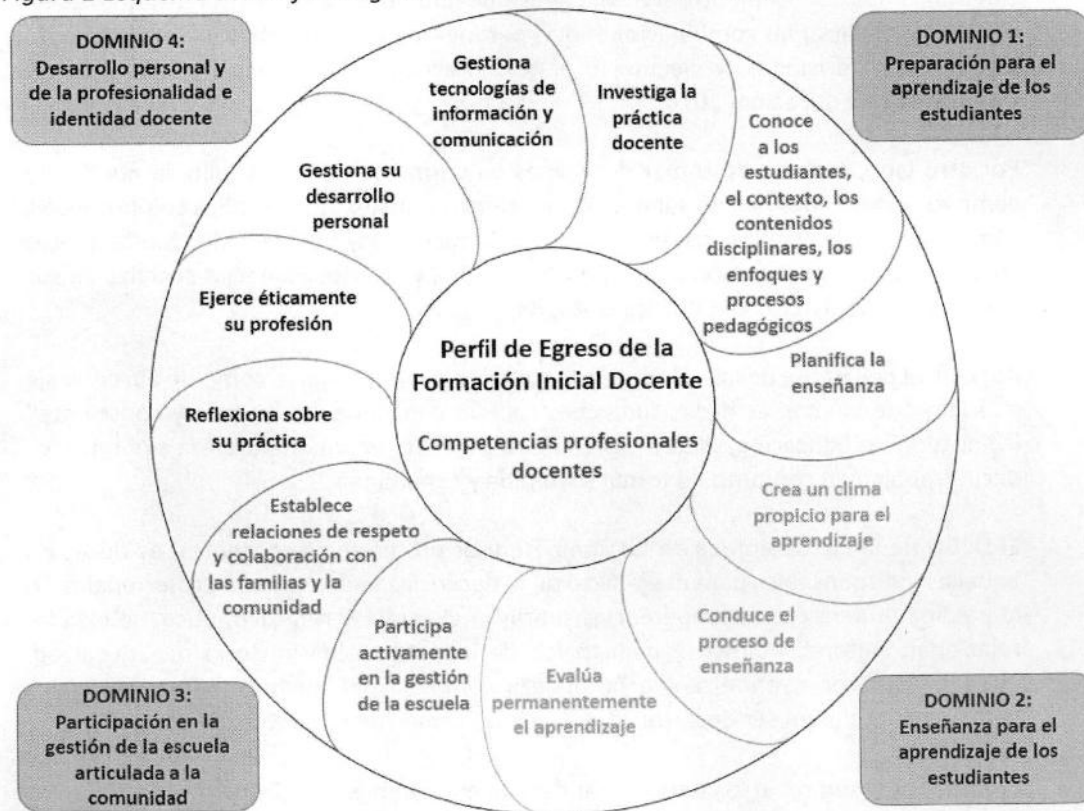 DOMINIO 4:
Desarrollo personal y
de la profesionalidad e
identidad docente
DOMINIO 1:
Preparación para el
aprendizaje de los
estudiantes
Gestiona
tecnologías de
información y
comunicación
Investiga la
práctica
docente
Conoce
a los
estudiantes,
el contexto, los
contenidos
disciplinares, los
enfoques y
procesos
pedagógicos
Gestiona su
desarrollo
personal
Ejerce éticamente
su profesión
Perfil de Egreso de la
Formación Inicial Docente
Competencias profesionales
docentes
Planifica la
enseñanza
Reflexiona sobre
su práctica
Crea un clima
propicio para el
aprendizaje
Establece
relaciones de respeto
y colaboración con
las familias y la
comunidad
Conduce el
proceso de
enseñanza
Participa
activamente
en la gestión
de la escuela
Evalúa
permanentemente
el aprendizaje
DOMINIO 3:
Participación en la
gestión de la escuela
articulada a la
comunidad
DOMINIO 2:
Enseñanza para el
aprendizaje de los
estudiantes